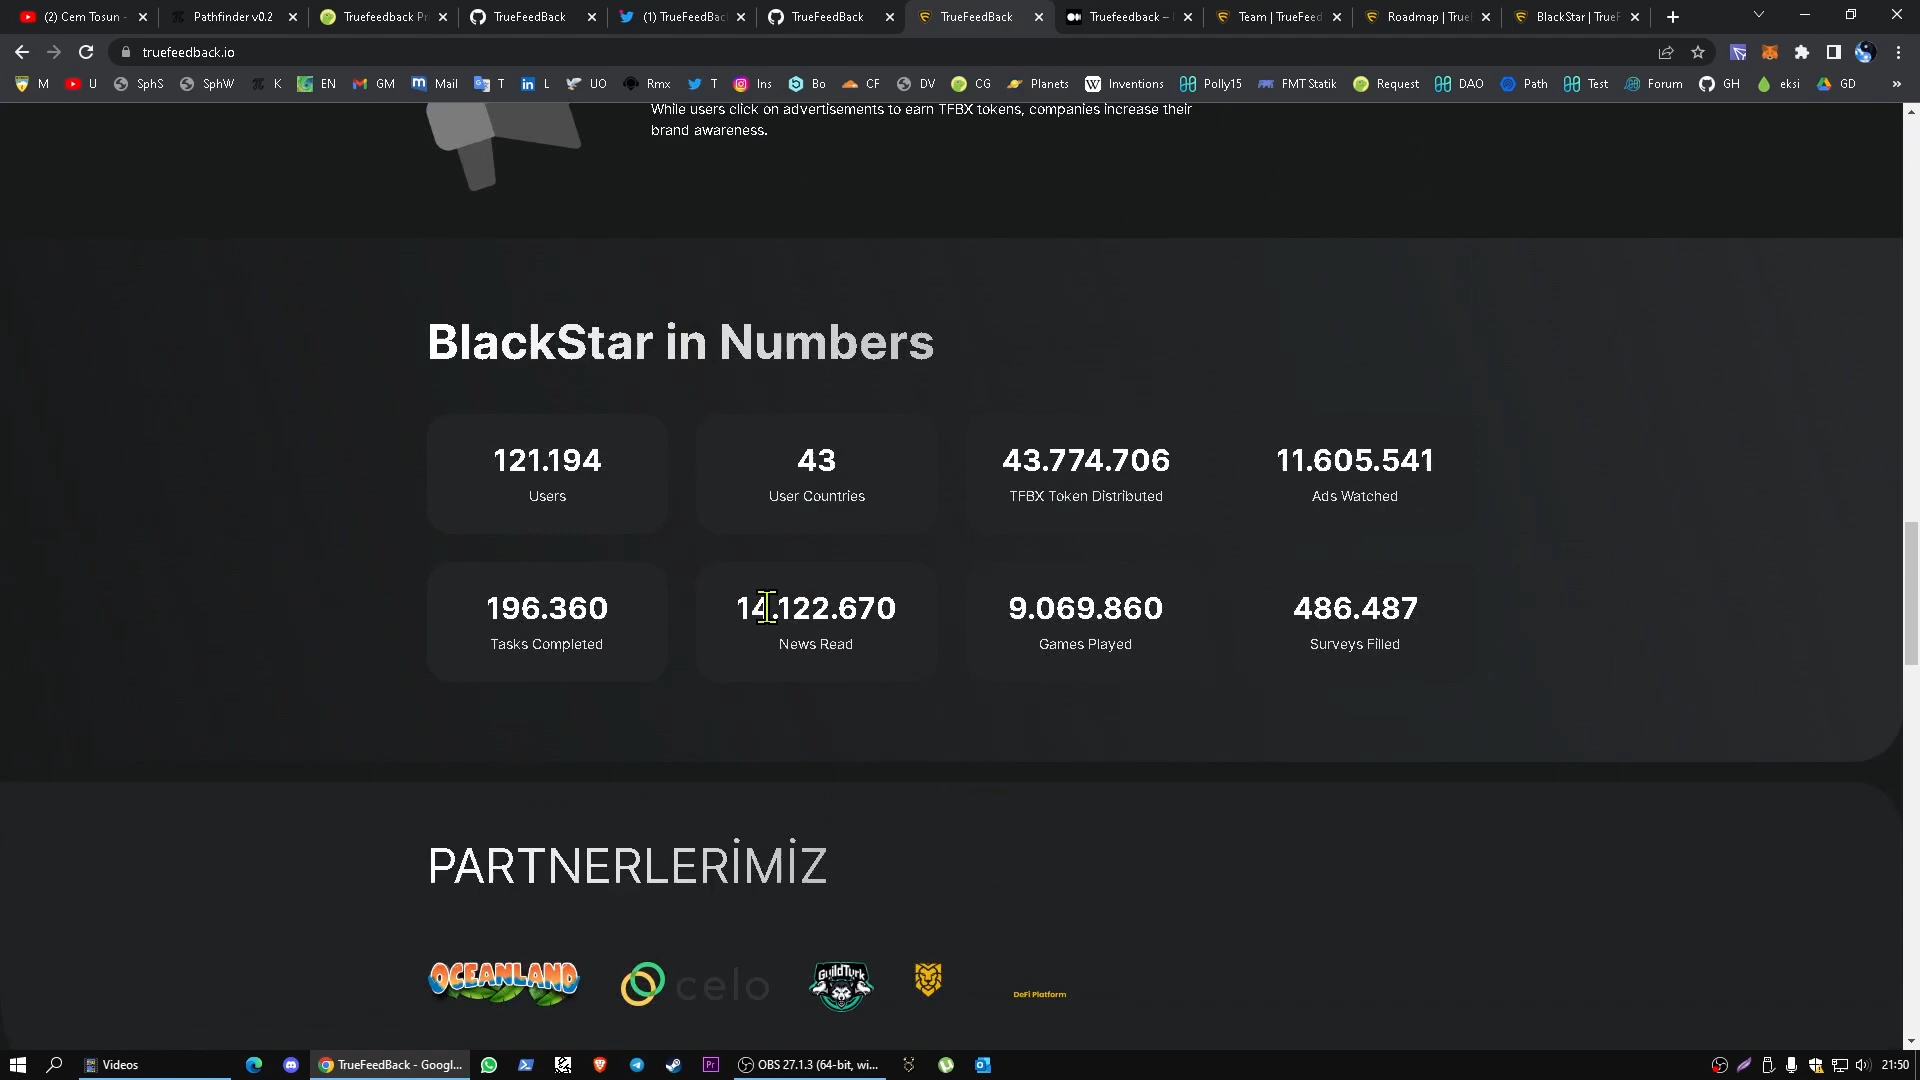 (2) Cem Tosun -
Pathfinder v0.2
Truefeedback Pr
TrueFeedBack
(1) TrueFeedBac
TrueFeedBack
TrueFeedBack
Truefeedback –
Team | TrueFeed
Roadmap | True
BlackStar | TrueF
truefeedback.io
M U SphS SphW K EN GM Mail T L UO Rmx T Ins Bo CF DV CG Planets Inventions Polly15 FMT Statik Request DAO Path Test Forum GH eksi GD »
While users click on advertisements to earn TFBX tokens, companies increase their
brand awareness.
BlackStar in Numbers
121.194
Users
43
User Countries
43.774.706
TFBX Token Distributed
11.605.541
Ads Watched
196.360
Tasks Completed
14.122.670
News Read
9.069.860
Games Played
486.487
Surveys Filled
PARTNERLERİMİZ
OCEANLAND
celo
GuildTurk
DeFi Platform
Videos
TrueFeedBack - Googl...
Pr
OBS 27.1.3 (64-bit, wi...
21:50